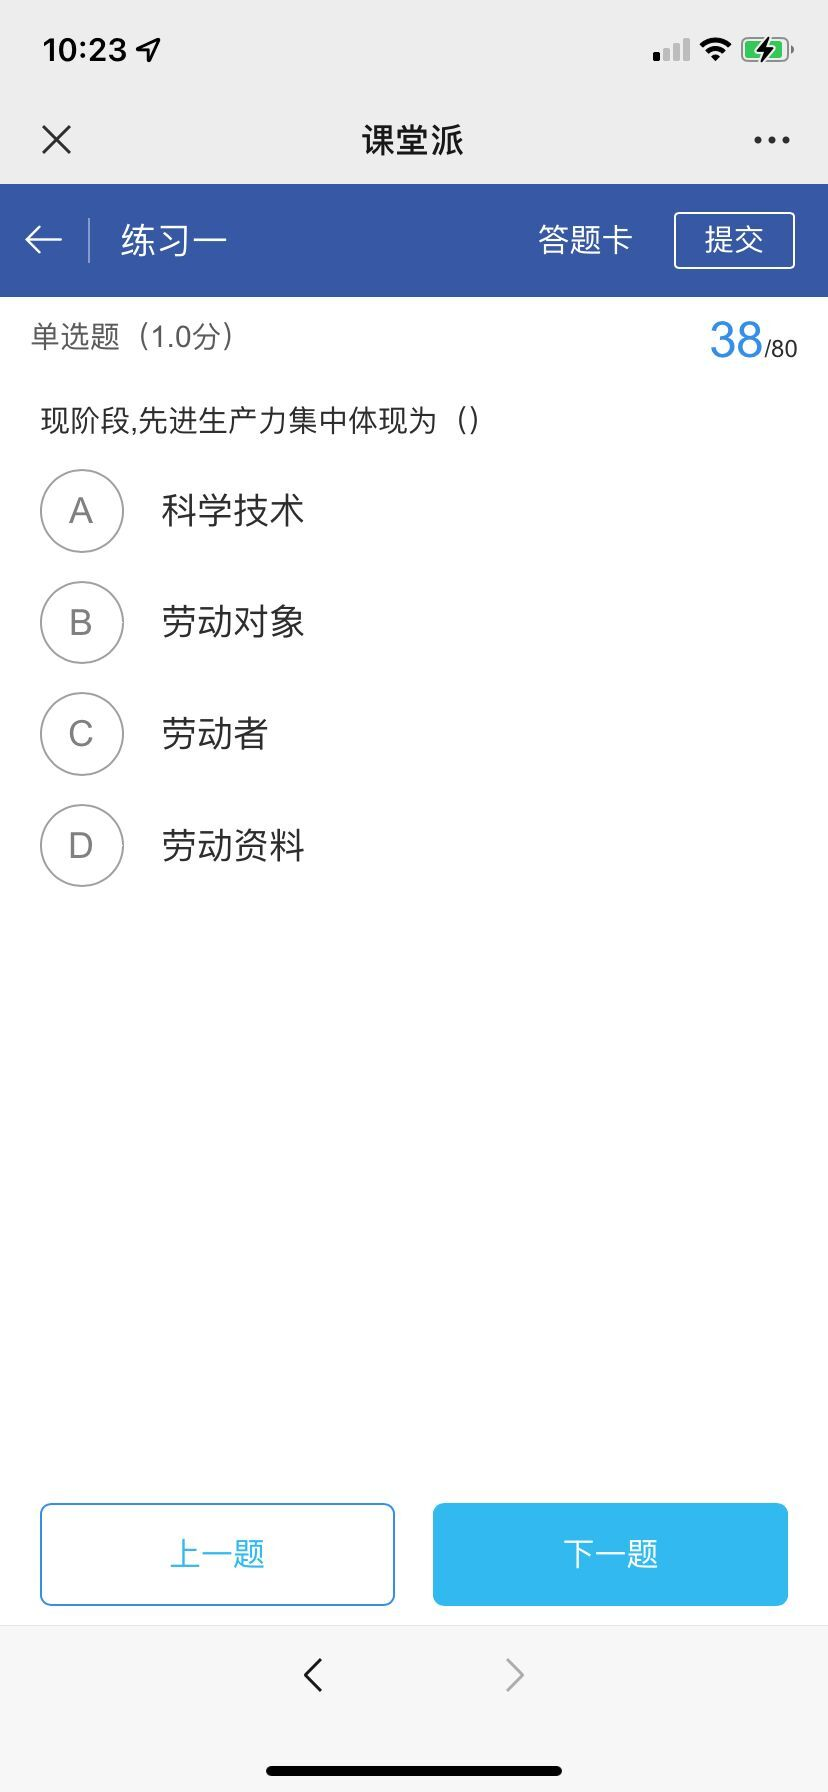 10:23
课堂派
练习一 答题卡 提交
单选题（1.0分） 38/80
现阶段,先进生产力集中体现为（）
A 科学技术
B 劳动对象
C 劳动者
D 劳动资料
上一题 下一题